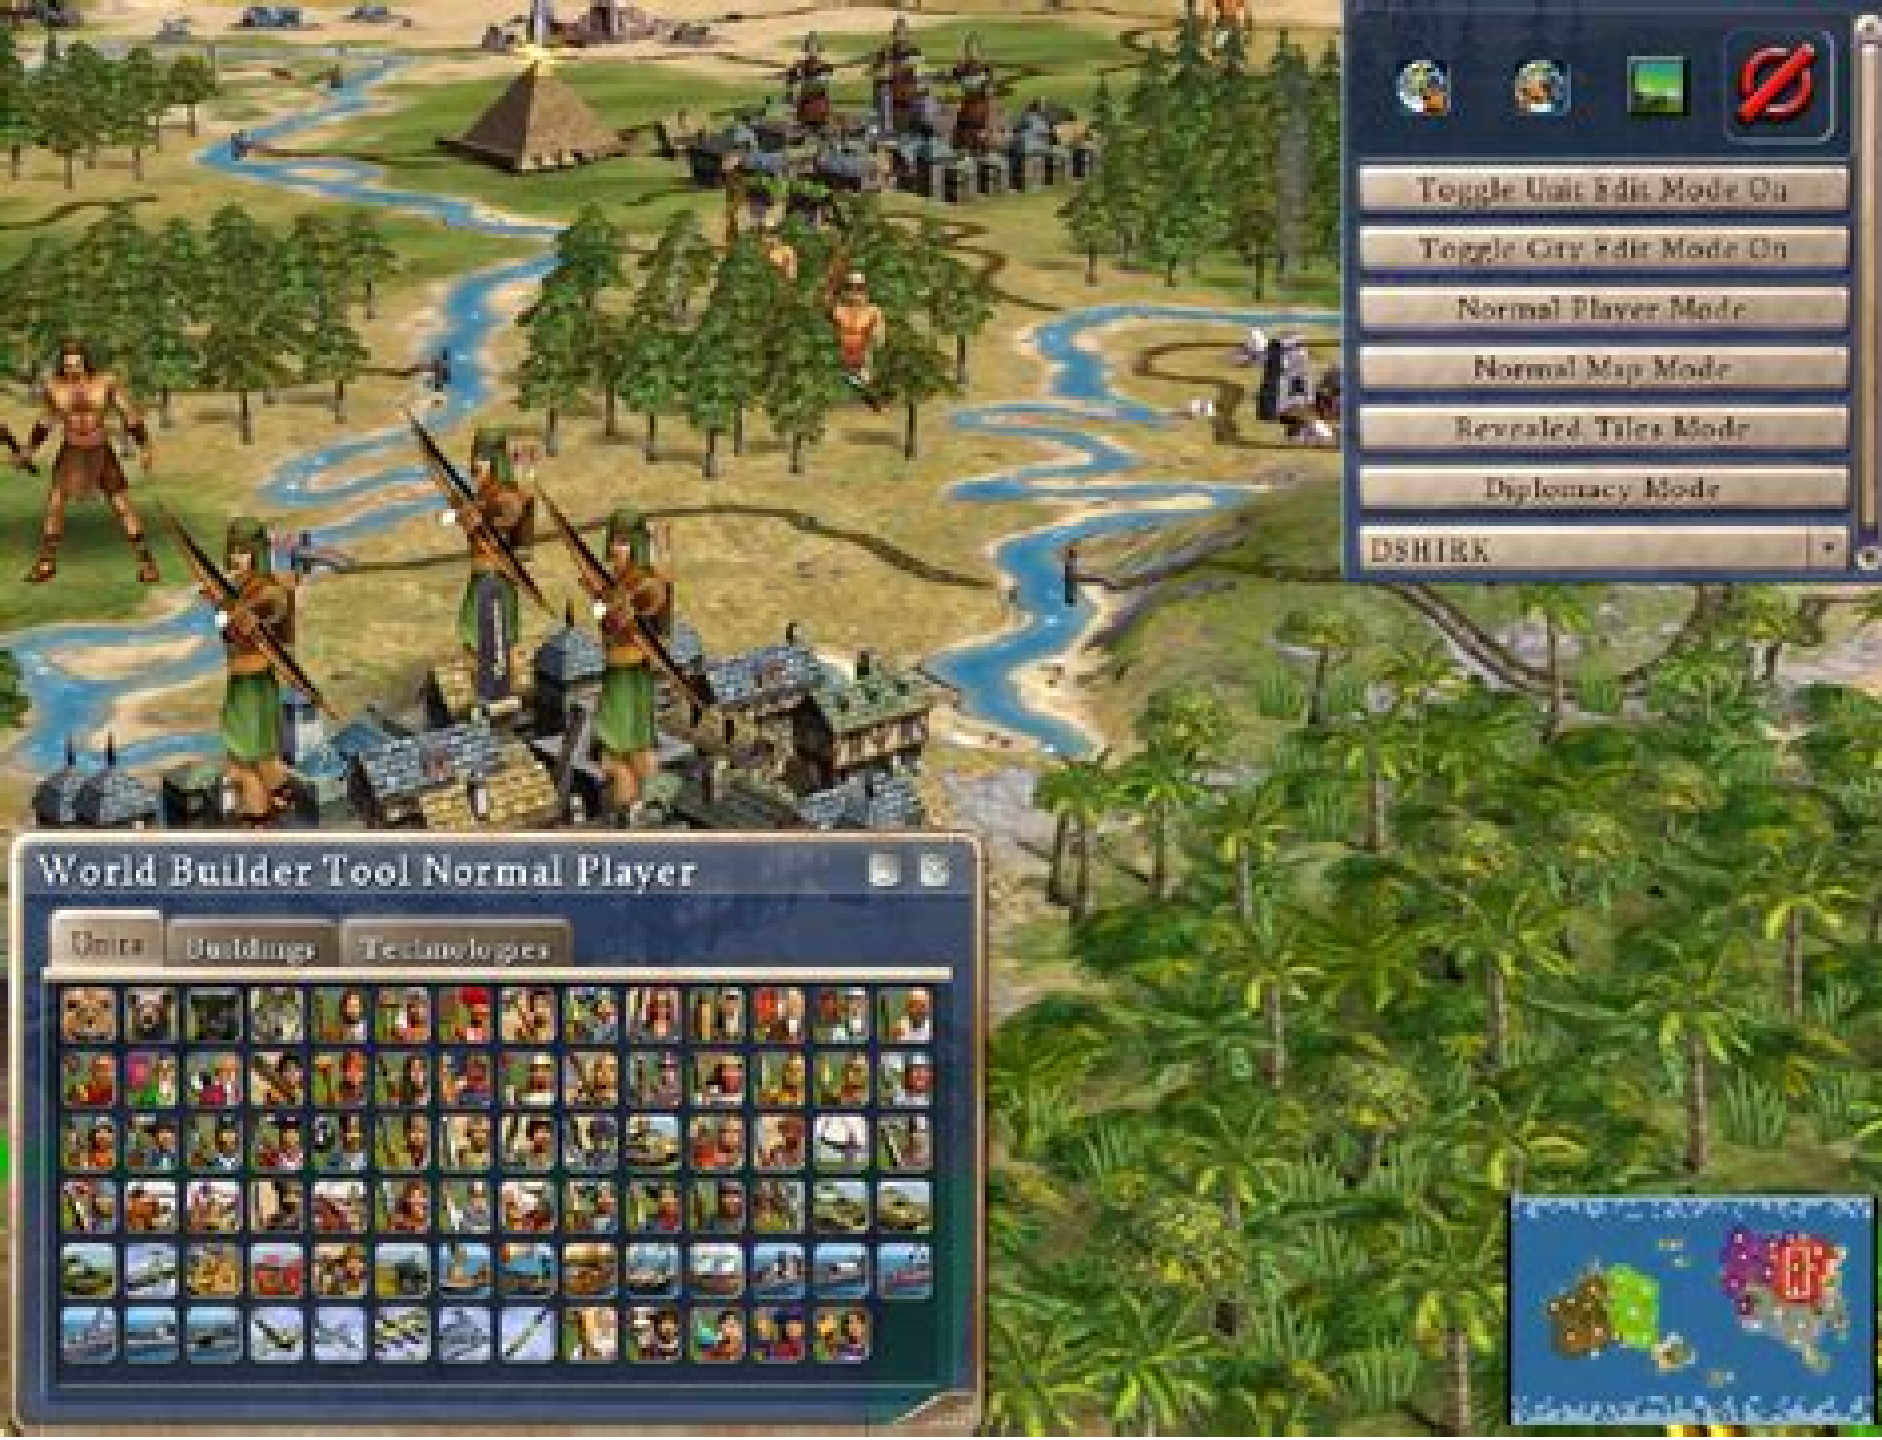 Toggle Unit Edit Mode On
Toggle City Edit Mode On
Normal Player Mode
Normal Map Mode
Revealed Tiles Mode
Diplomacy Mode
DSHIRK
World Builder Tool Normal Player
Units Buildings Technologies